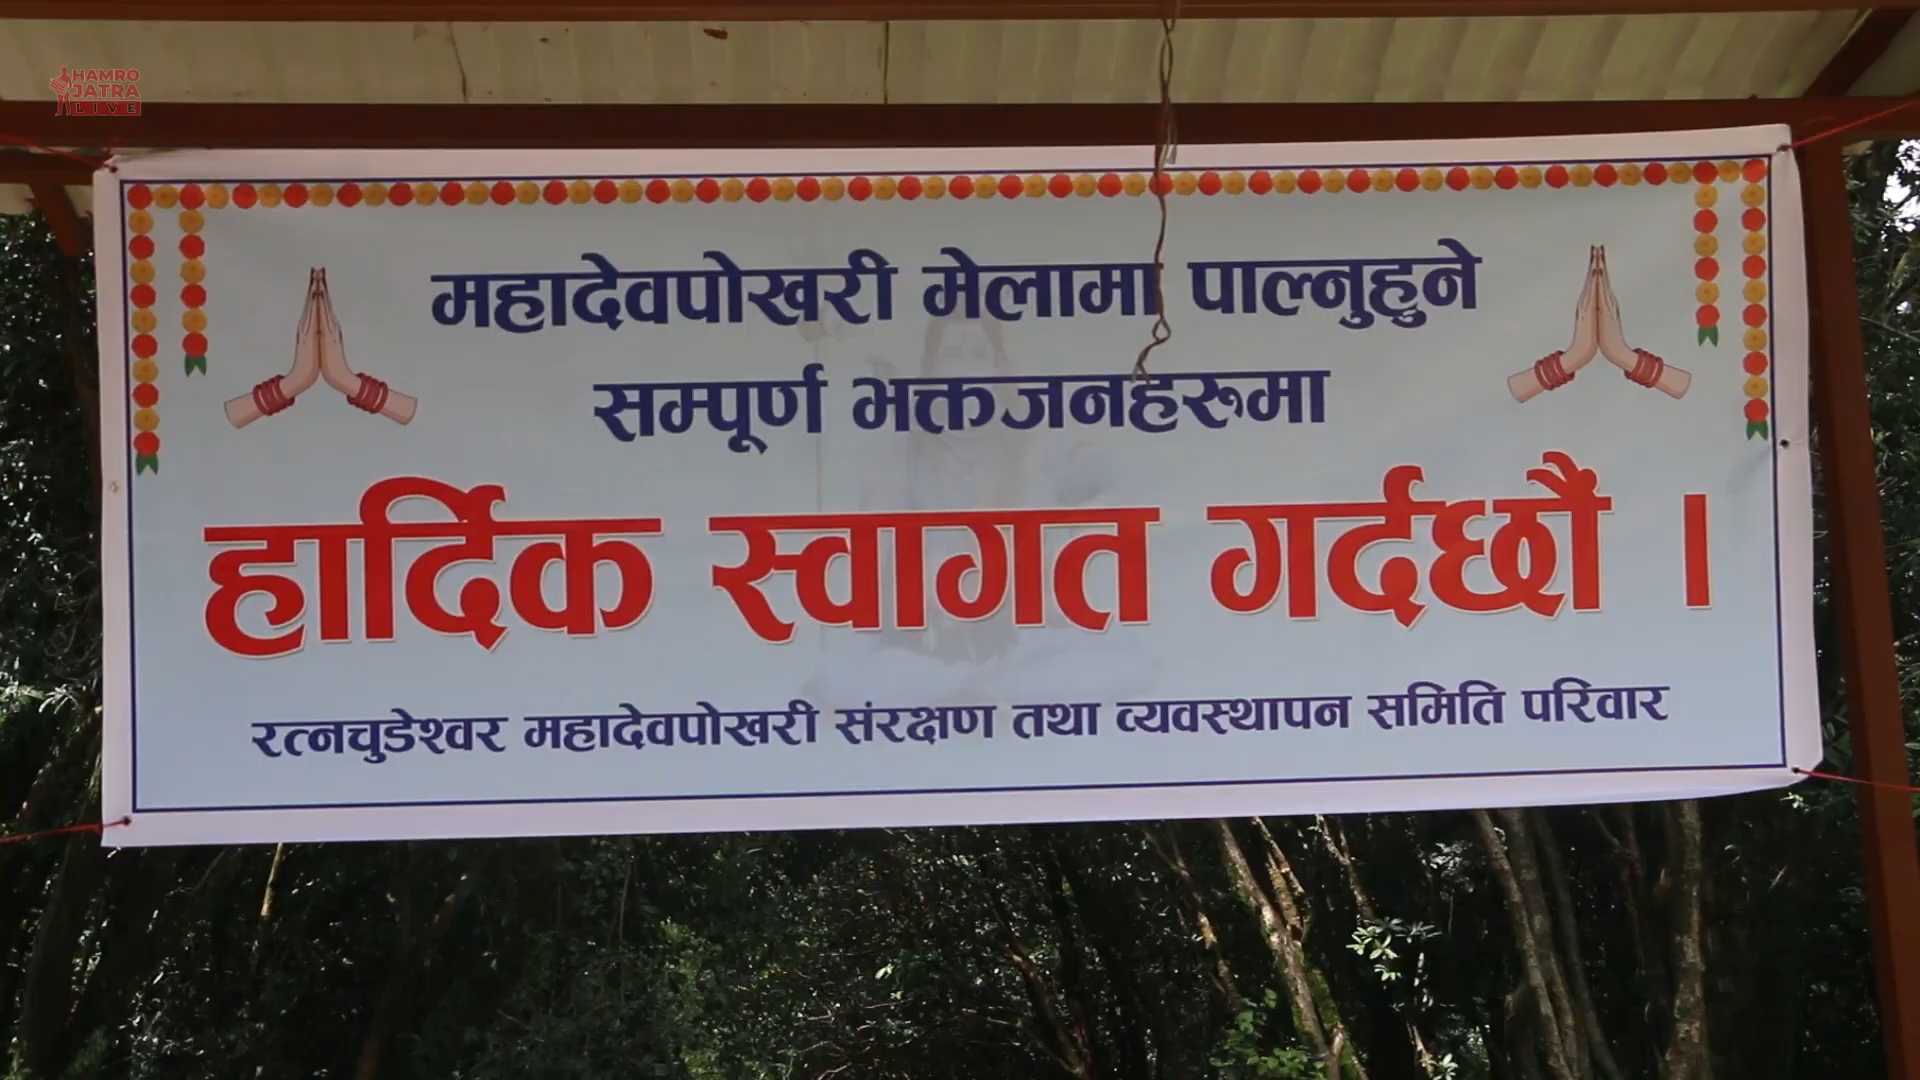 HAMRO
JATRA
LIVE
महादेवपोखरी मेलामा पाल्नुहुने
सम्पूर्ण भक्तजनहरुमा
हार्दिक स्वागत गर्दछौं ।
रत्नचुडेश्वर महादेवपोखरी संरक्षण तथा व्यवस्थापन समिति परिवार